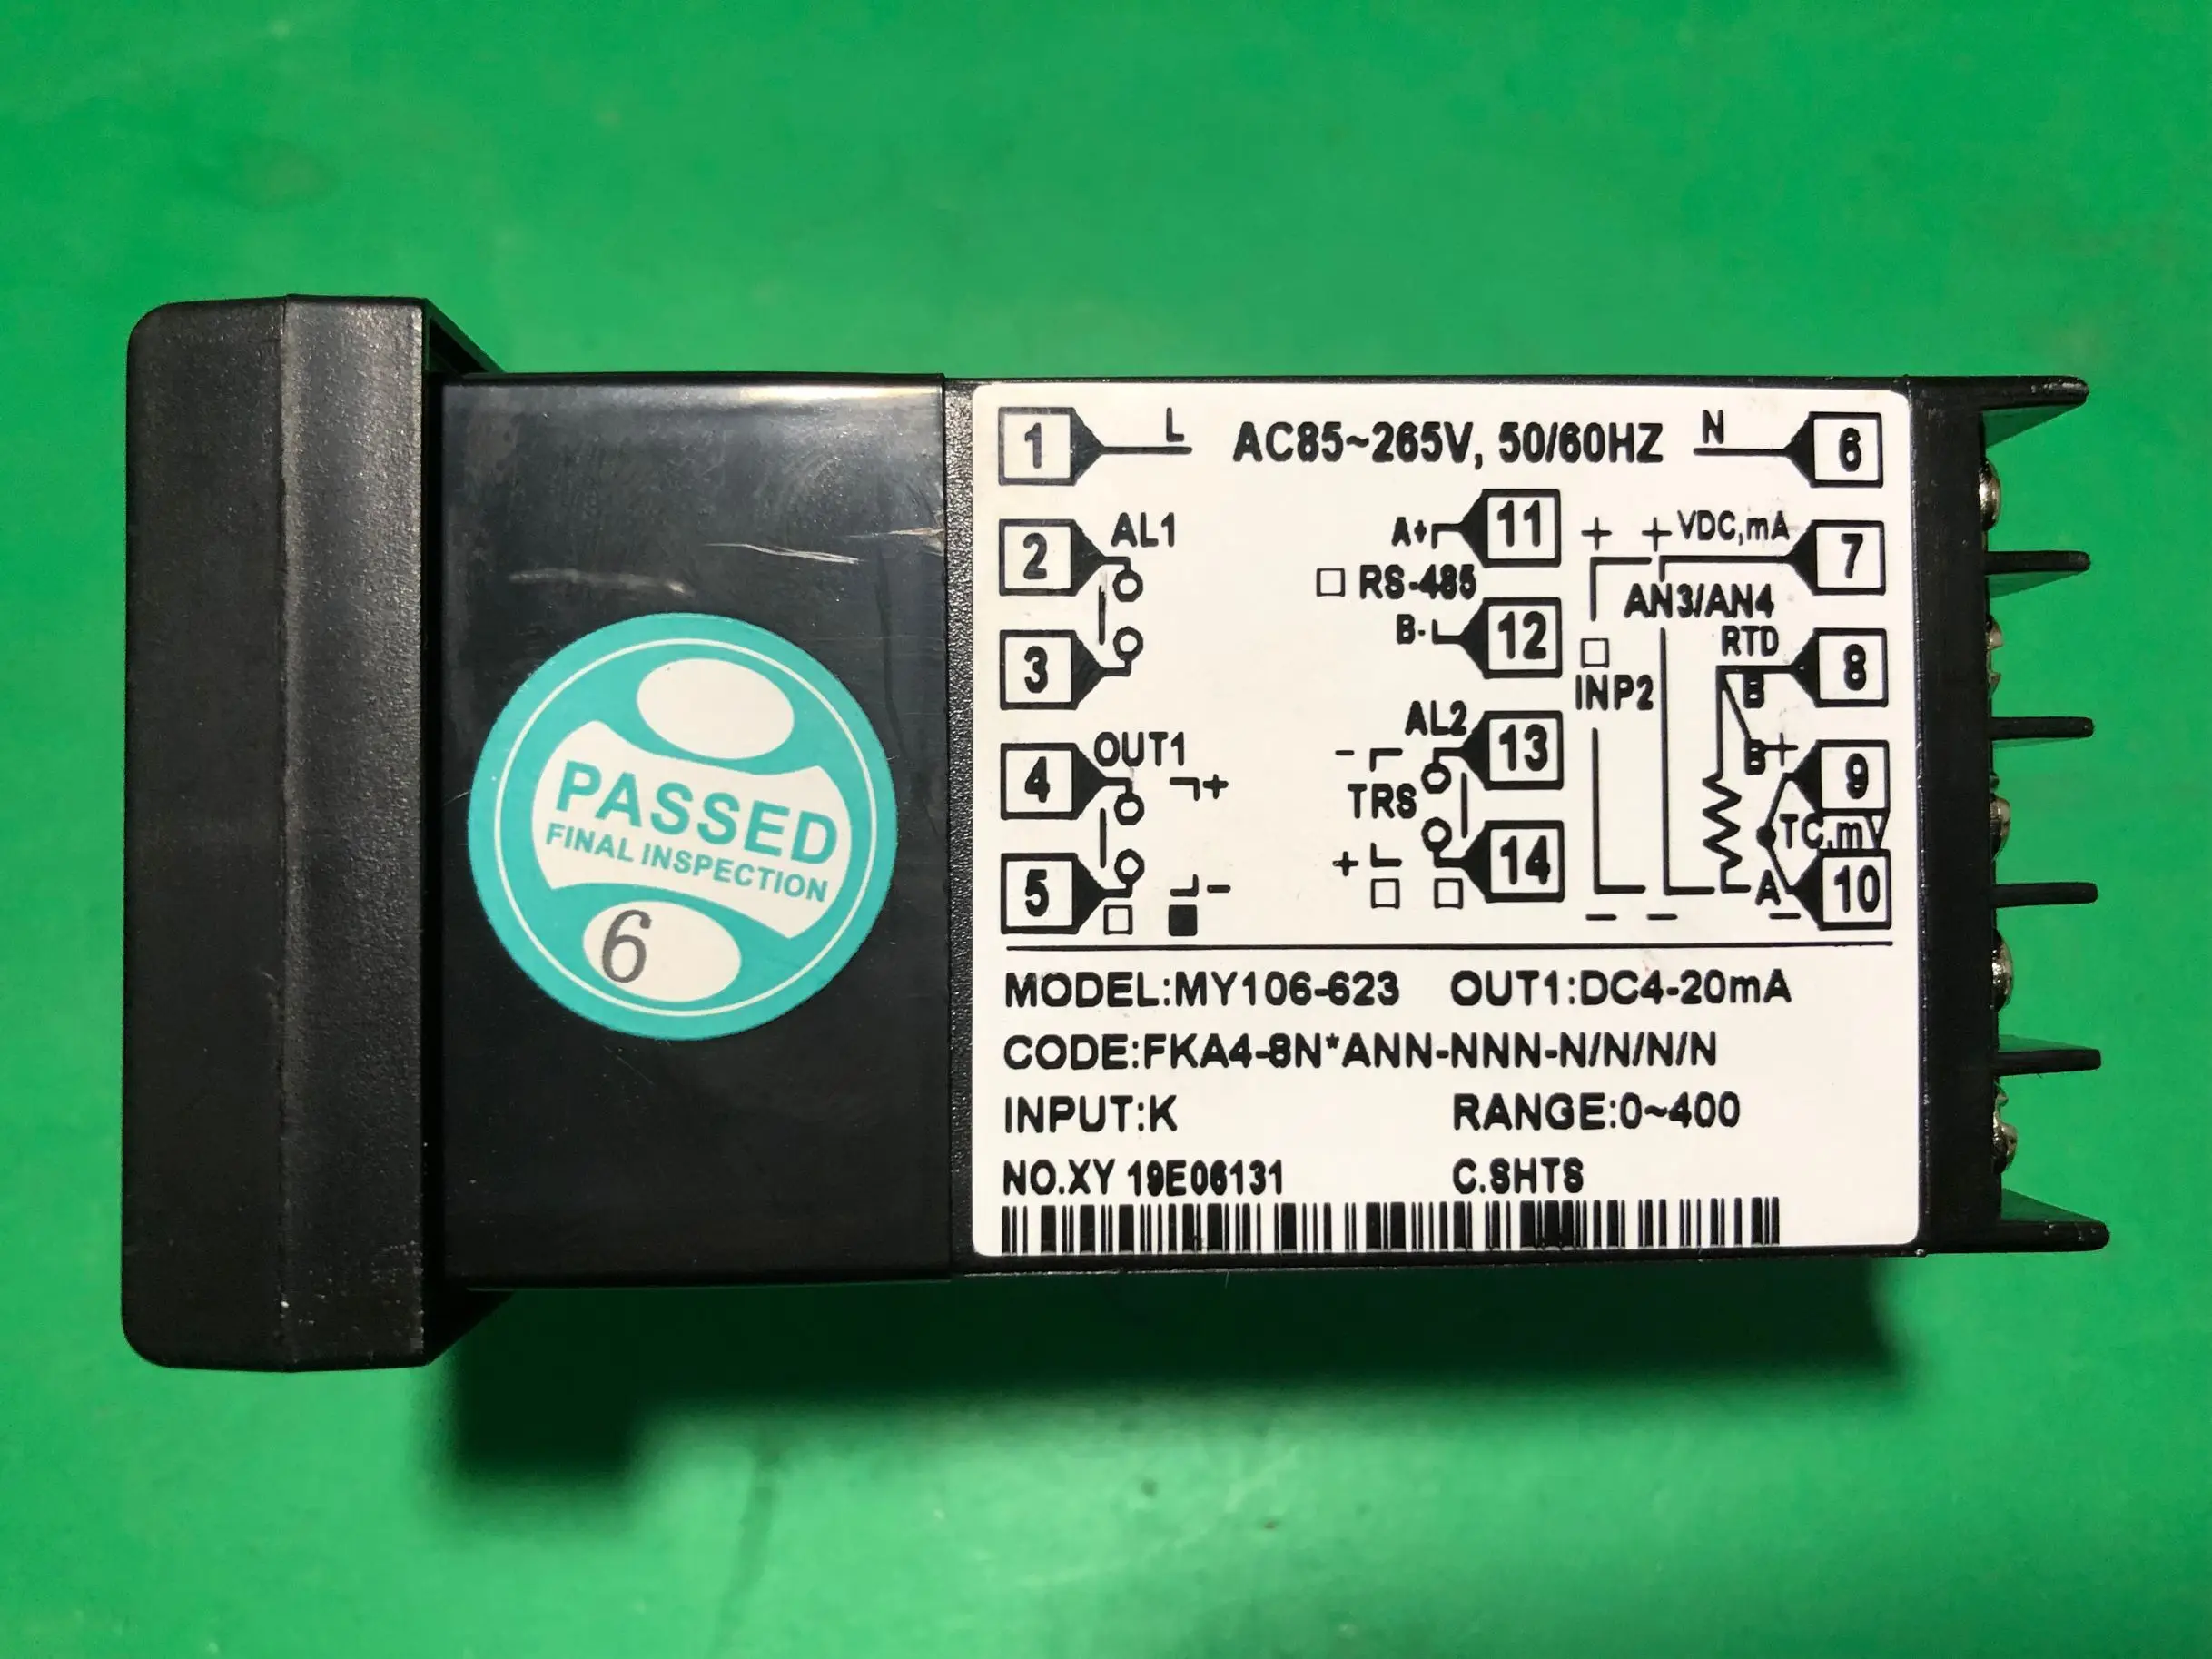 PASSED
FINAL INSPECTION
6
1 L AC85~265V, 50/60HZ N 6
2 AL1 A+ 11 + + VDC,mA 7
□ RS-485 AN3/AN4
3 B- 12 □ RTD 8
INP2 B
4 OUT1 + - AL2 13 B+ 9
TRS TC,mV
5 □ ■ - + □ □ 14 A 10
- - -
MODEL:MY106-623 OUT1:DC4-20mA
CODE:FKA4-8N*ANN-NNN-N/N/N/N
INPUT:K RANGE:0~400
NO.XY 19E06131 C.SHTS